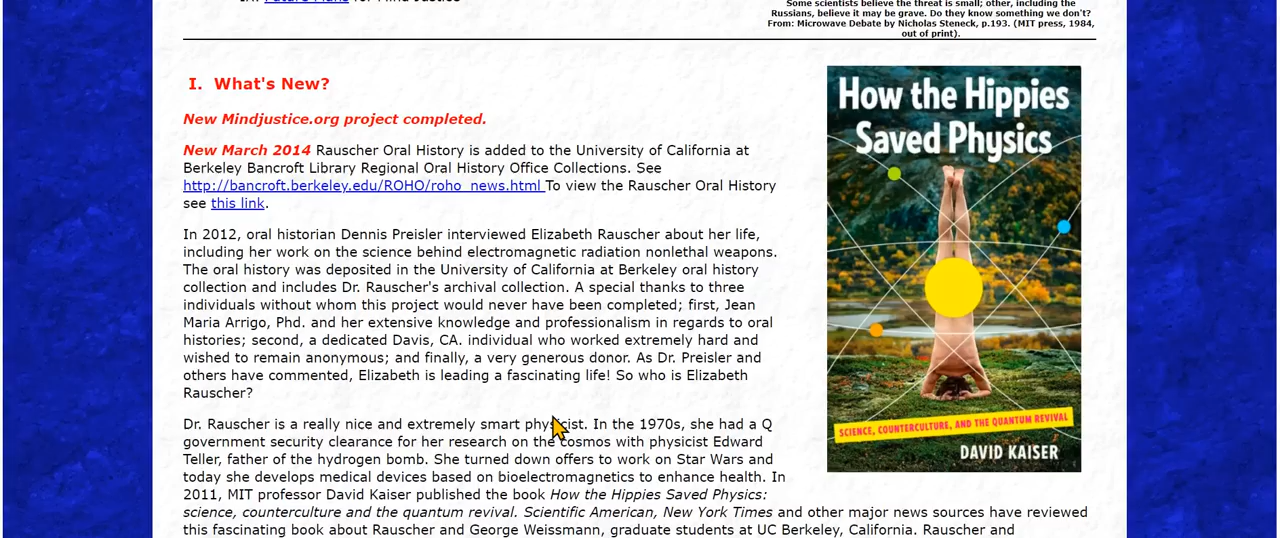 Future Plans for Mind Justice
Some scientists believe the threat is small; other, including the
Russians, believe it may be grave. Do they know something we don't?
From: Microwave Debate by Nicholas Steneck, p.193. (MIT press, 1984,
out of print).
I. What's New?
New Mindjustice.org project completed.
New March 2014 Rauscher Oral History is added to the University of California at
Berkeley Bancroft Library Regional Oral History Office Collections. See
http://bancroft.berkeley.edu/ROHO/roho_news.html To view the Rauscher Oral History
see this link.
In 2012, oral historian Dennis Preisler interviewed Elizabeth Rauscher about her life,
including her work on the science behind electromagnetic radiation nonlethal weapons.
The oral history was deposited in the University of California at Berkeley oral history
collection and includes Dr. Rauscher's archival collection. A special thanks to three
individuals without whom this project would never have been completed; first, Jean
Maria Arrigo, Phd. and her extensive knowledge and professionalism in regards to oral
histories; second, a dedicated Davis, CA. individual who worked extremely hard and
wished to remain anonymous; and finally, a very generous donor. As Dr. Preisler and
others have commented, Elizabeth is leading a fascinating life! So who is Elizabeth
Rauscher?
Dr. Rauscher is a really nice and extremely smart physicist. In the 1970s, she had a Q
government security clearance for her research on the cosmos with physicist Edward
Teller, father of the hydrogen bomb. She turned down offers to work on Star Wars and
today she develops medical devices based on bioelectromagnetics to enhance health. In
2011, MIT professor David Kaiser published the book How the Hippies Saved Physics:
science, counterculture and the quantum revival. Scientific American, New York Times and other major news sources have reviewed
this fascinating book about Rauscher and George Weissmann, graduate students at UC Berkeley, California. Rauscher and
How the Hippies
Saved Physics
SCIENCE, COUNTERCULTURE, AND THE QUANTUM REVIVAL
DAVID KAISER